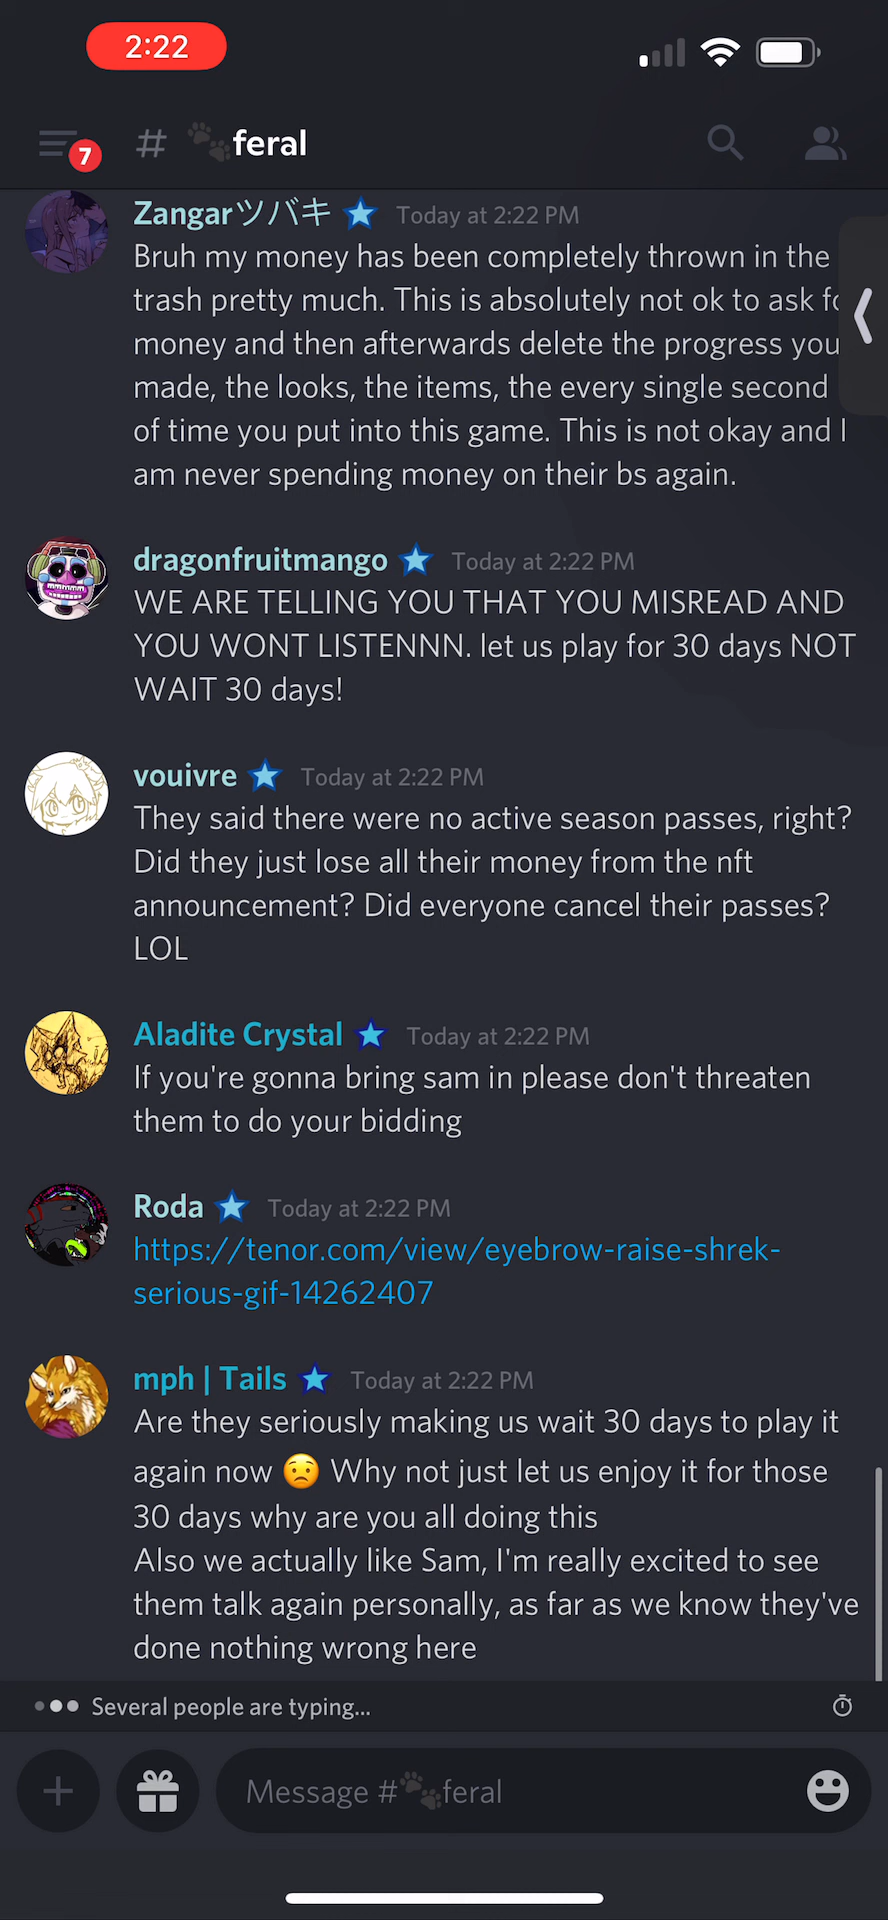 2:22
7
# 🐾feral
Zangarツバキ Today at 2:22 PM
Bruh my money has been completely thrown in the
trash pretty much. This is absolutely not ok to ask
money and then afterwards delete the progress you
made, the looks, the items, the every single second
of time you put into this game. This is not okay and I
am never spending money on their bs again.
dragonfruitmango Today at 2:22 PM
WE ARE TELLING YOU THAT YOU MISREAD AND
YOU WONT LISTENNN. let us play for 30 days NOT
WAIT 30 days!
vouivre Today at 2:22 PM
They said there were no active season passes, right?
Did they just lose all their money from the nft
announcement? Did everyone cancel their passes?
LOL
Aladite Crystal Today at 2:22 PM
If you're gonna bring sam in please don't threaten
them to do your bidding
Roda Today at 2:22 PM
https://tenor.com/view/eyebrow-raise-shrek-
serious-gif-14262407
mph | Tails Today at 2:22 PM
Are they seriously making us wait 30 days to play it
again now 😟 Why not just let us enjoy it for those
30 days why are you all doing this
Also we actually like Sam, I'm really excited to see
them talk again personally, as far as we know they've
done nothing wrong here
Several people are typing...
Message #🐾feral